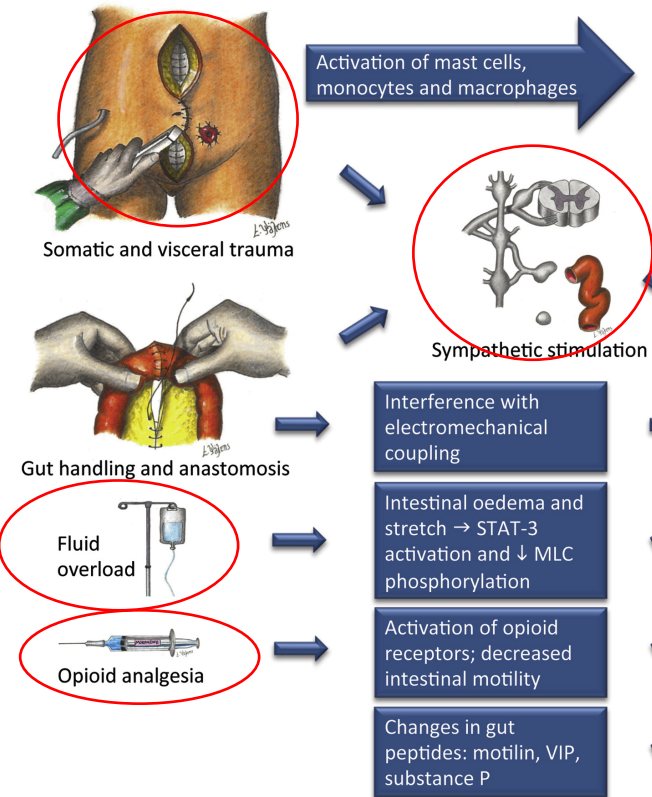 Activation of mast cells,
monocytes and macrophages
Somatic and visceral trauma
Sympathetic stimulation
Gut handling and anastomosis
Interference with
electromechanical
coupling
Fluid
overload
Intestinal oedema and
stretch → STAT-3
activation and ↓ MLC
phosphorylation
Opioid analgesia
Activation of opioid
receptors; decreased
intestinal motility
Changes in gut
peptides: motilin, VIP,
substance P